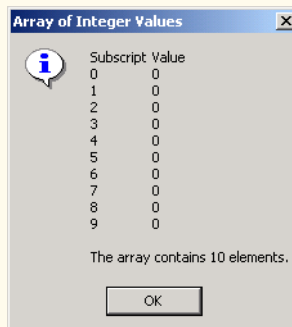 Array of Integer Values
Subscript Value
0 0
1 0
2 0
3 0
4 0
5 0
6 0
7 0
8 0
9 0
The array contains 10 elements.
OK